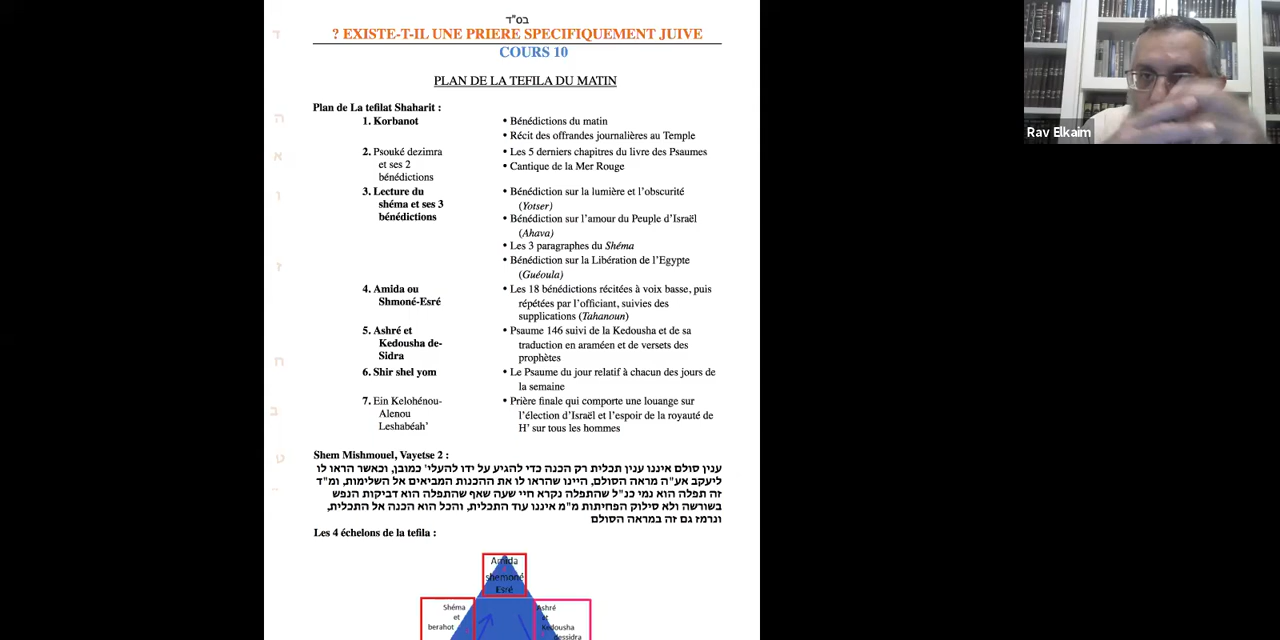 בס"ד
? EXISTE-T-IL UNE PRIERE SPECIFIQUEMENT JUIVE
COURS 10
PLAN DE LA TEFILA DU MATIN
Plan de La tefilat Shaharit :
1. Korbanot
• Bénédictions du matin
• Récit des offrandes journalières au Temple
2. Psouké dezimra
et ses 2
bénédictions
• Les 5 derniers chapitres du livre des Psaumes
• Cantique de la Mer Rouge
3. Lecture du
shéma et ses 3
bénédictions
• Bénédiction sur la lumière et l'obscurité
(Yotser)
• Bénédiction sur l'amour du Peuple d'Israël
(Ahava)
• Les 3 paragraphes du Shéma
• Bénédiction sur la Libération de l'Egypte
(Guéoula)
4. Amida ou
Shmoné-Esré
• Les 18 bénédictions récitées à voix basse, puis
répétées par l'officiant, suivies des
supplications (Tahanoun)
5. Ashré et
Kedousha de-
Sidra
• Psaume 146 suivi de la Kedousha et de sa
traduction en araméen et de versets des
prophètes
6. Shir shel yom
• Le Psaume du jour relatif à chacun des jours de
la semaine
7. Ein Kelohénou-
Alenou
Leshabéah'
• Prière finale qui comporte une louange sur
l'élection d'Israël et l'espoir de la royauté de
H' sur tous les hommes
Shem Mishmouel, Vayetse 2 :
ענין סולם איננו ענין תכלית רק הכנה כדי להגיע על ידו להעלי' כמובן, וכאשר הראו לו
ליעקב אע"ה מראה הסולם, היינו שהראו לו את ההכנות המביאים אל השלימות, ומ"ד
זה תפלה הוא נמי כנ"ל שהתפלה נקרא חיי שעה שאף שהתפלה הוא דביקות הנפש
בשורשה ולא סילוק הפחיתות מ"מ איננו עוד התכלית, והכל הוא הכנה אל התכלית,
ונרמז גם זה במראה הסולם
Les 4 échelons de la tefila :
Amida
shemoné
Esré
Shéma
et
berahot
Ashré
et
Kedousha
dessidra
ד
ה
א
ו
ז
ח
ב
ט
Rav Elkaim